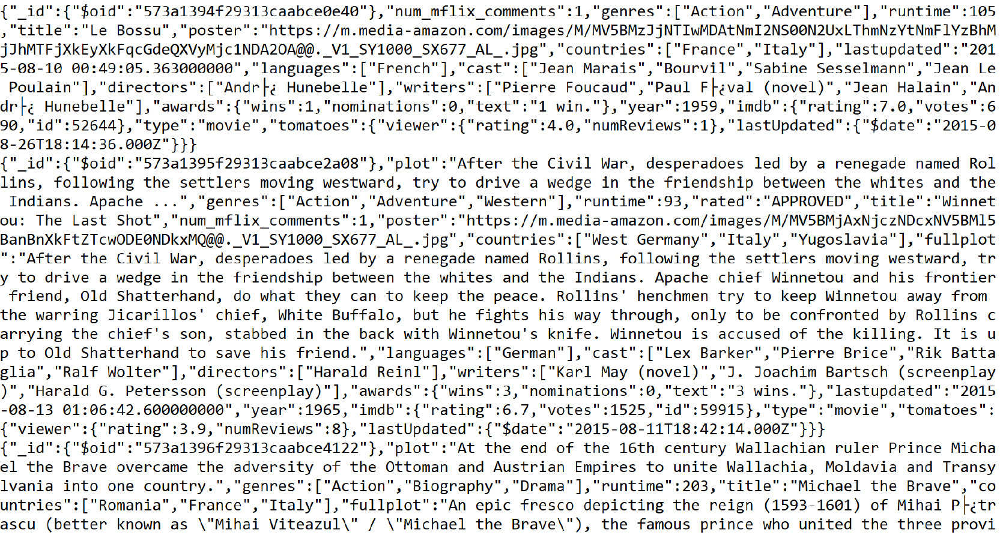 {"_id":{"$oid":"573a1394f29313caabce0e40"},"num_mflix_comments":1,"genres":["Action","Adventure"],"runtime":105
,"title":"Le Bossu","poster":"https://m.media-amazon.com/images/M/MV5BMzJjNTIwMDAtNmI2NS00N2UxLThmNzYtNmFlYzBhM
jJhMTFjXkEyXkFqcGdeQXVyMjc1NDA2OA@@._V1_SY1000_SX677_AL_.jpg","countries":["France","Italy"],"lastupdated":"201
5-08-10 00:49:05.363000000","languages":["French"],"cast":["Jean Marais","Bourvil","Sabine Sesselmann","Jean Le
 Poulain"],"directors":["Andr├⌐ Hunebelle"],"writers":["Pierre Foucaud","Paul F├⌐val (novel)","Jean Halain","An
dr├⌐ Hunebelle"],"awards":{"wins":1,"nominations":0,"text":"1 win."},"year":1959,"imdb":{"rating":7.0,"votes":6
90,"id":52644},"type":"movie","tomatoes":{"viewer":{"rating":4.0,"numReviews":1},"lastUpdated":{"$date":"2015-0
8-26T18:14:36.000Z"}}}
{"_id":{"$oid":"573a1395f29313caabce2a08"},"plot":"After the Civil War, desperadoes led by a renegade named Rol
lins, following the settlers moving westward, try to drive a wedge in the friendship between the whites and the
 Indians. Apache ...","genres":["Action","Adventure","Western"],"runtime":93,"rated":"APPROVED","title":"Winnet
ou: The Last Shot","num_mflix_comments":1,"poster":"https://m.media-amazon.com/images/M/MV5BMjAxNjczNDcxNV5BMl5
BanBnXkFtZTcwODE0NDkxMQ@@._V1_SY1000_SX677_AL_.jpg","countries":["West Germany","Italy","Yugoslavia"],"fullplot
":"After the Civil War, desperadoes led by a renegade named Rollins, following the settlers moving westward, tr
y to drive a wedge in the friendship between the whites and the Indians. Apache chief Winnetou and his frontier
 friend, Old Shatterhand, do what they can to keep the peace. Rollins' henchmen try to keep Winnetou away from
the warring Jicarillos' chief, White Buffalo, but he fights his way through, only to be confronted by Rollins c
arrying the chief's son, stabbed in the back with Winnetou's knife. Winnetou is accused of the killing. It is u
p to Old Shatterhand to save his friend.","languages":["German"],"cast":["Lex Barker","Pierre Brice","Rik Batta
glia","Ralf Wolter"],"directors":["Harald Reinl"],"writers":["Karl May (novel)","J. Joachim Bartsch (screenplay
)","Harald G. Petersson (screenplay)"],"awards":{"wins":3,"nominations":0,"text":"3 wins."},"lastupdated":"2015
-08-13 01:06:42.600000000","year":1965,"imdb":{"rating":6.7,"votes":1525,"id":59915},"type":"movie","tomatoes":
{"viewer":{"rating":3.9,"numReviews":8},"lastUpdated":{"$date":"2015-08-11T18:42:14.000Z"}}}
{"_id":{"$oid":"573a1396f29313caabce4122"},"plot":"At the end of the 16th century Wallachian ruler Prince Micha
el the Brave overcame the adversity of the Ottoman and Austrian Empires to unite Wallachia, Moldavia and Transy
lvania into one country.","genres":["Action","Biography","Drama"],"runtime":203,"title":"Michael the Brave","co
untries":["Romania","France","Italy"],"fullplot":"An epic fresco depicting the reign (1593-1601) of Mihai P├¿tr
ascu (better known as \"Mihai Viteazul\" / \"Michael the Brave\"), the famous prince who united the three provi